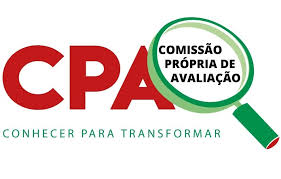 CPA
COMISSÃO
PRÓPRIA DE
AVALIAÇÃO
CONHECER PARA TRANSFORMAR